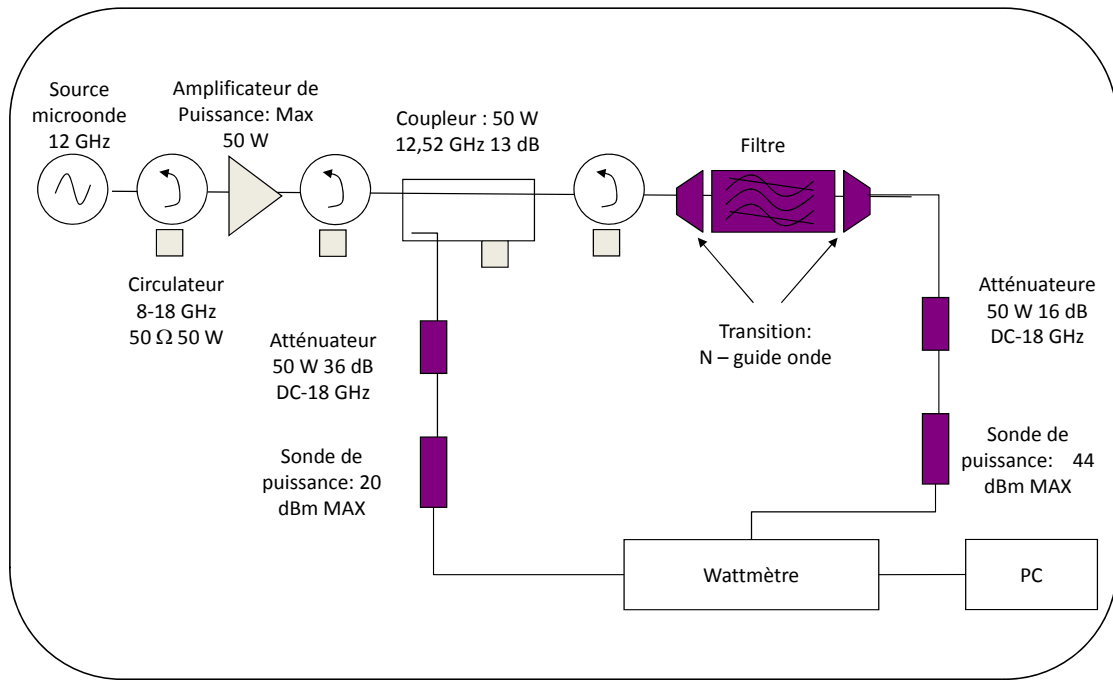 Source
microonde
12 GHz
Amplificateur de
Puissance: Max
50 W
Coupleur : 50 W
12,52 GHz 13 dB
Filtre
Circulateur
8-18 GHz
50 Ω 50 W
Atténuateur
50 W 36 dB
DC-18 GHz
Transition:
N – guide onde
Atténuateure
50 W 16 dB
DC-18 GHz
Sonde de
puissance: 20
dBm MAX
Sonde de
puissance: 44
dBm MAX
Wattmètre
PC